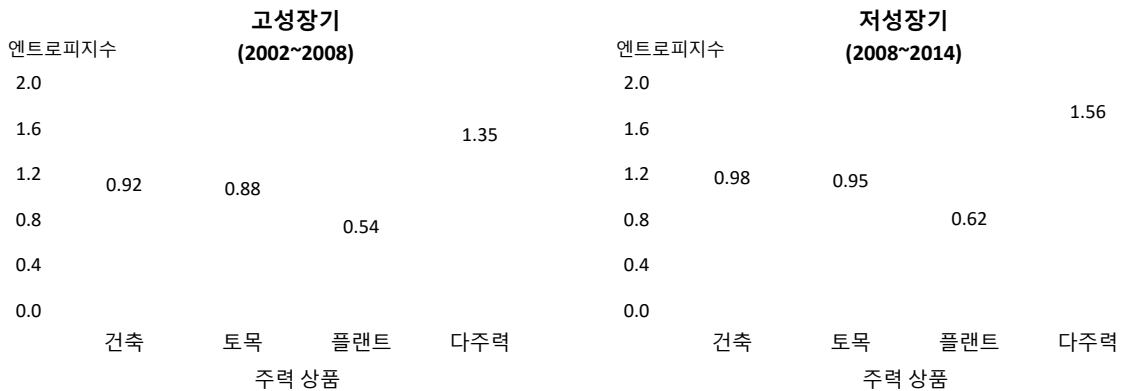 고성장기
엔트로피지수
(2002~2008)
2.0
1.6
1.2
0.8
0.4
0.0
0.92
0.88
0.54
1.35
건축 토목 플랜트 다주력
주력 상품
저성장기
엔트로피지수
(2008~2014)
2.0
1.6
1.2
0.8
0.4
0.0
0.98
0.95
0.62
1.56
건축 토목 플랜트 다주력
주력 상품